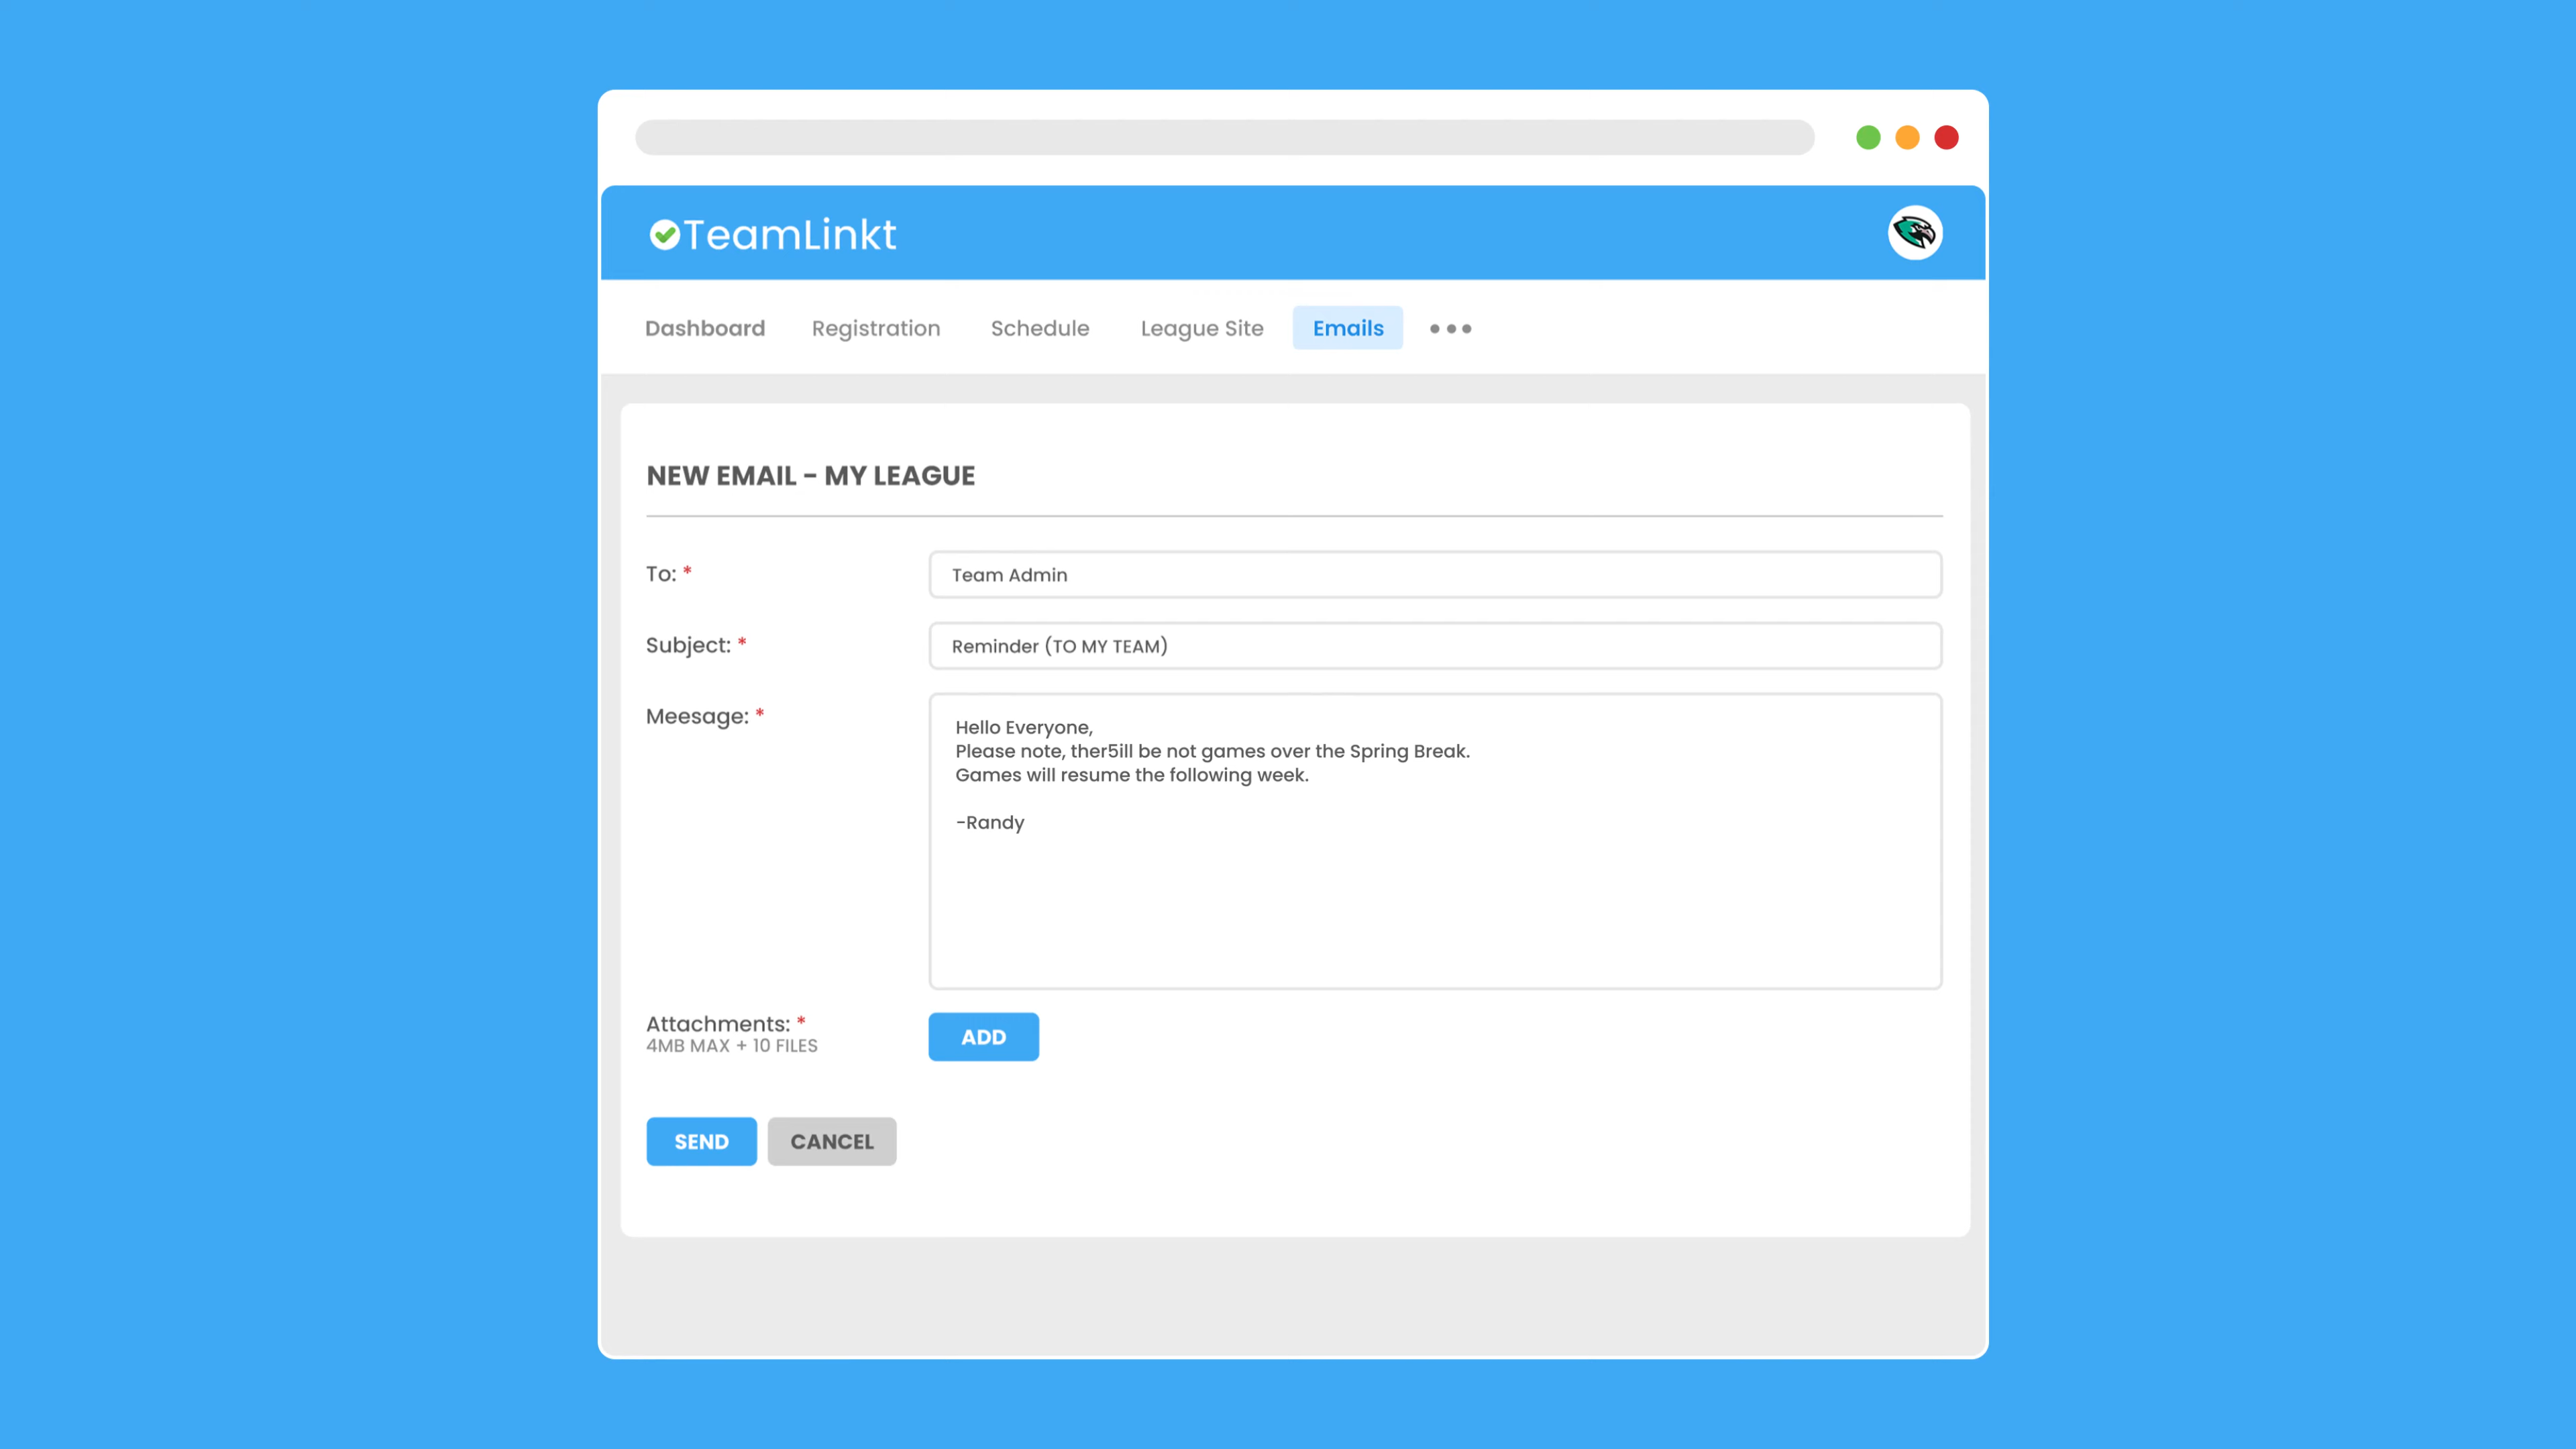 TeamLinkt
Dashboard Registration Schedule League Site Emails
NEW EMAIL - MY LEAGUE
To: * Team Admin
Subject: * Reminder (TO MY TEAM)
Meesage: *
Hello Everyone,
Please note, ther5ill be not games over the Spring Break.
Games will resume the following week.
-Randy
Attachments: *
4MB MAX + 10 FILES
ADD
SEND CANCEL